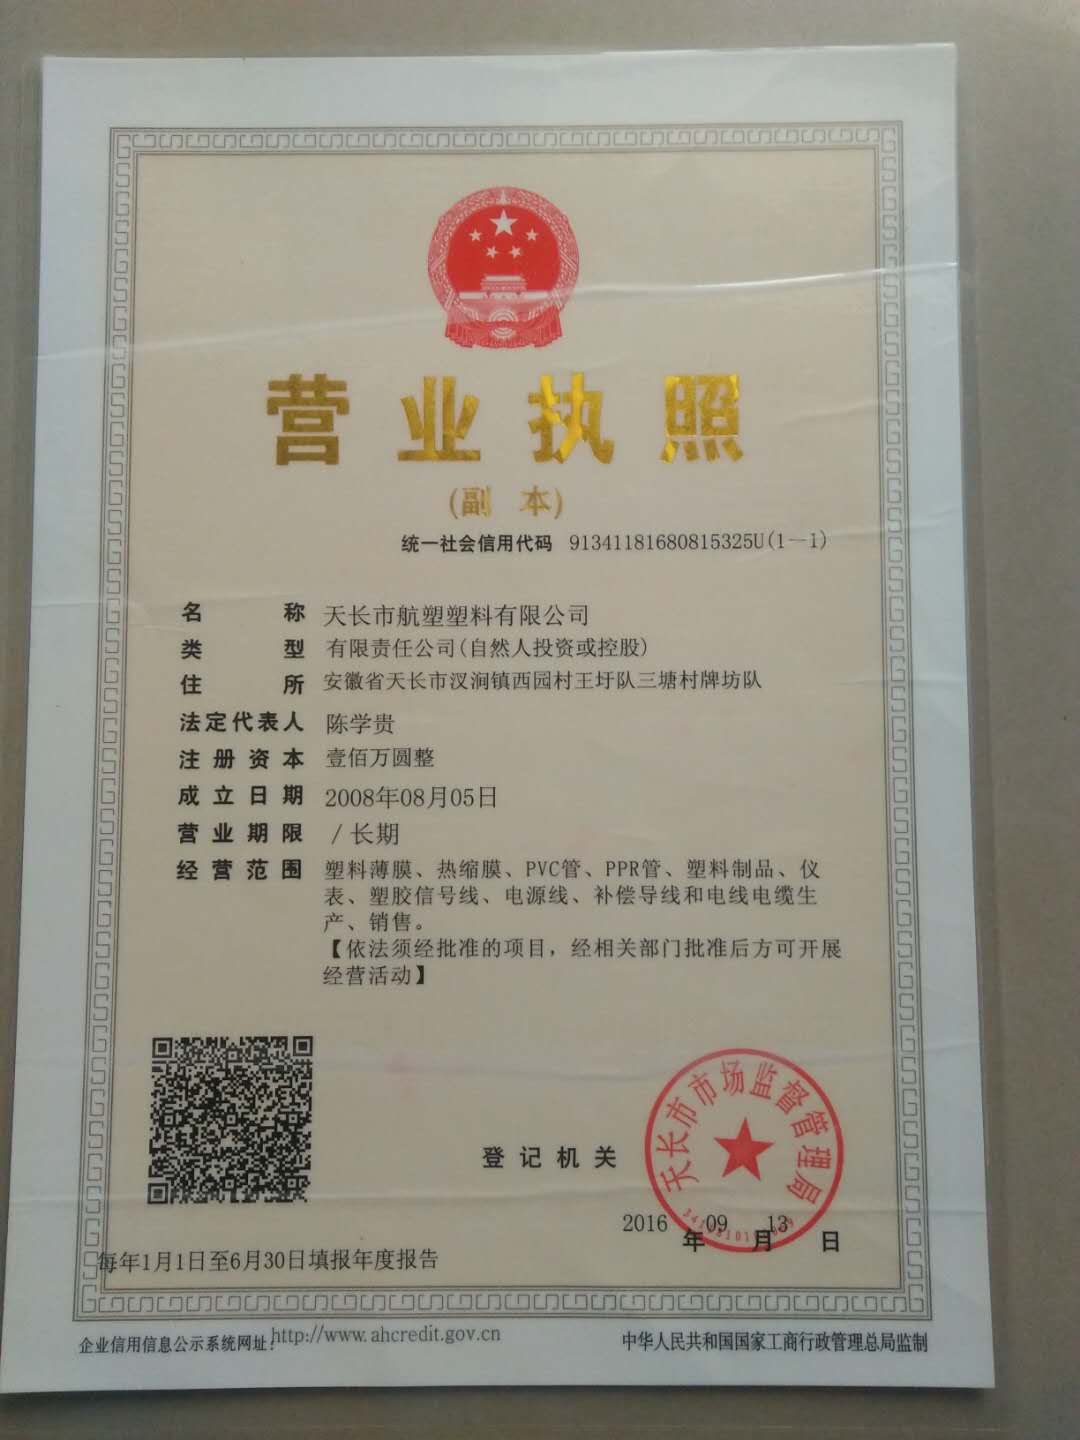 营业执照
(副 本)
统一社会信用代码 91341181680815325U(1—1)
名称 天长市航塑塑料有限公司
类型 有限责任公司(自然人投资或控股)
住所 安徽省天长市汊涧镇西园村王圩队三塘村牌坊队
法定代表人 陈学贵
注册资本 壹佰万圆整
成立日期 2008年08月05日
营业期限 / 长期
经营范围 塑料薄膜、热缩膜、PVC管、PPR管、塑料制品、仪
表、塑胶信号线、电源线、补偿导线和电线电缆生
产、销售。
【依法须经批准的项目，经相关部门批准后方可开展
经营活动】
天长市市场监督管理局
登记机关
2016年09月13日
每年1月1日至6月30日填报年度报告
企业信用信息公示系统网址: http://www.ahcredit.gov.cn
中华人民共和国国家工商行政管理总局监制